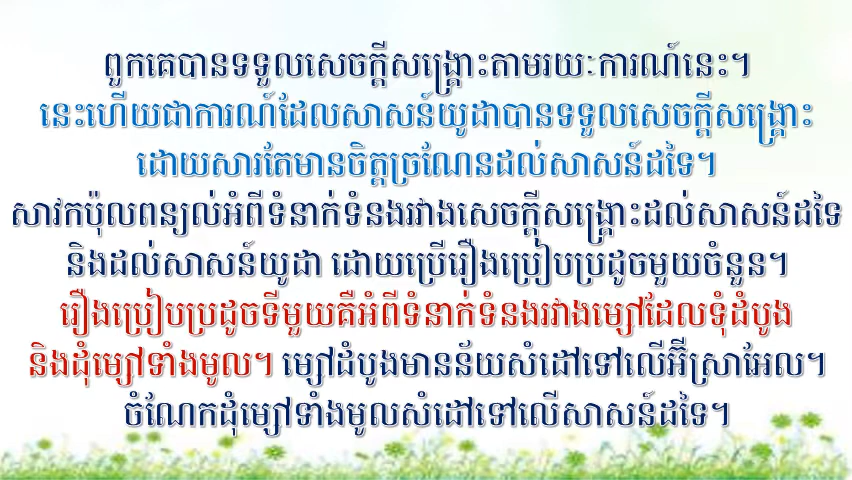 ពួកគេបានទទួលសេចក្ដីសង្គ្រោះតាមរយៈការណ៍នេះ។
នេះហើយជាការណ៍ដែលសាសន៍យូដាបានទទួលសេចក្ដីសង្គ្រោះ
ដោយសារតែមានចិត្តច្រណែនដល់សាសន៍ដទៃ។
សាវកប៉ុលពន្យល់អំពីទំនាក់ទំនងរវាងសេចក្ដីសង្គ្រោះដល់សាសន៍ដទៃ
និងដល់សាសន៍យូដា ដោយប្រើរឿងប្រៀបប្រដូចមួយចំនួន។
រឿងប្រៀបប្រដូចទីមួយគឺអំពីទំនាក់ទំនងរវាងម្សៅដែលទុំដំបូង
និងដុំម្សៅទាំងមូល។ ម្សៅដំបូងមានន័យសំដៅទៅលើអ៊ីស្រាអែល។
ចំណែកដុំម្សៅទាំងមូលសំដៅទៅលើសាសន៍ដទៃ។